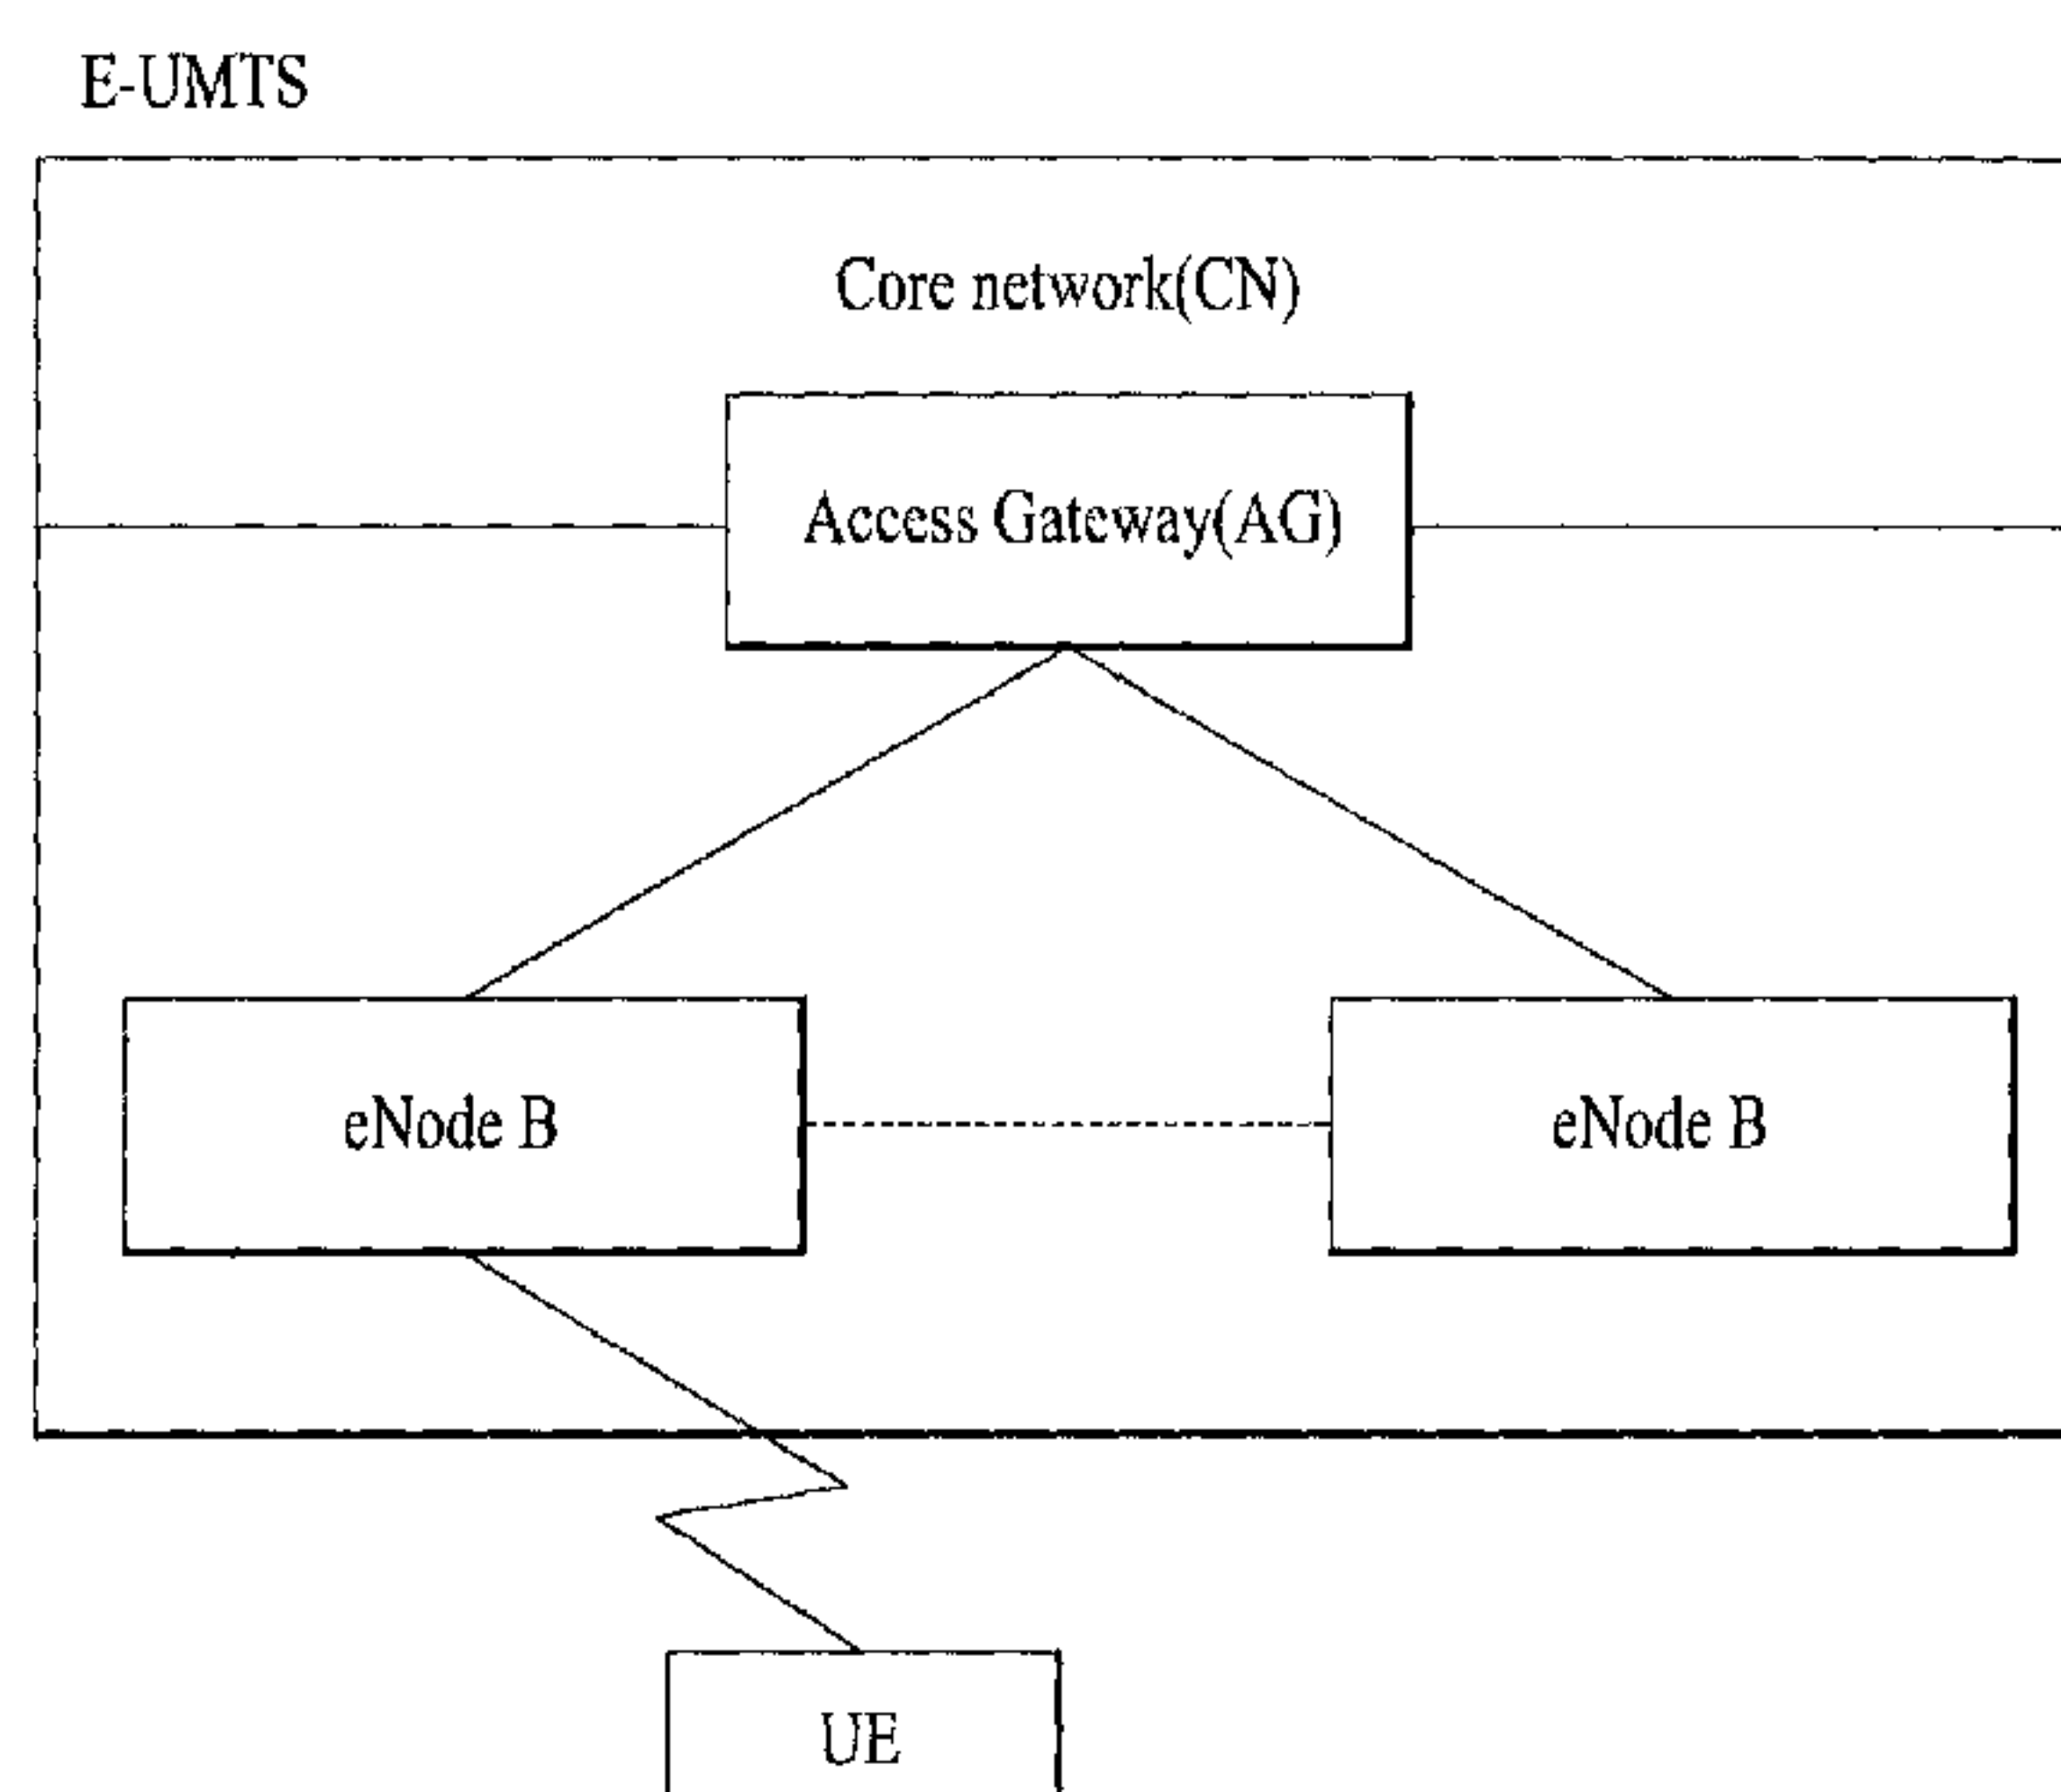 E-UMTS
Core network(CN)
Access Gateway(AG)
eNode B
eNode B
UE